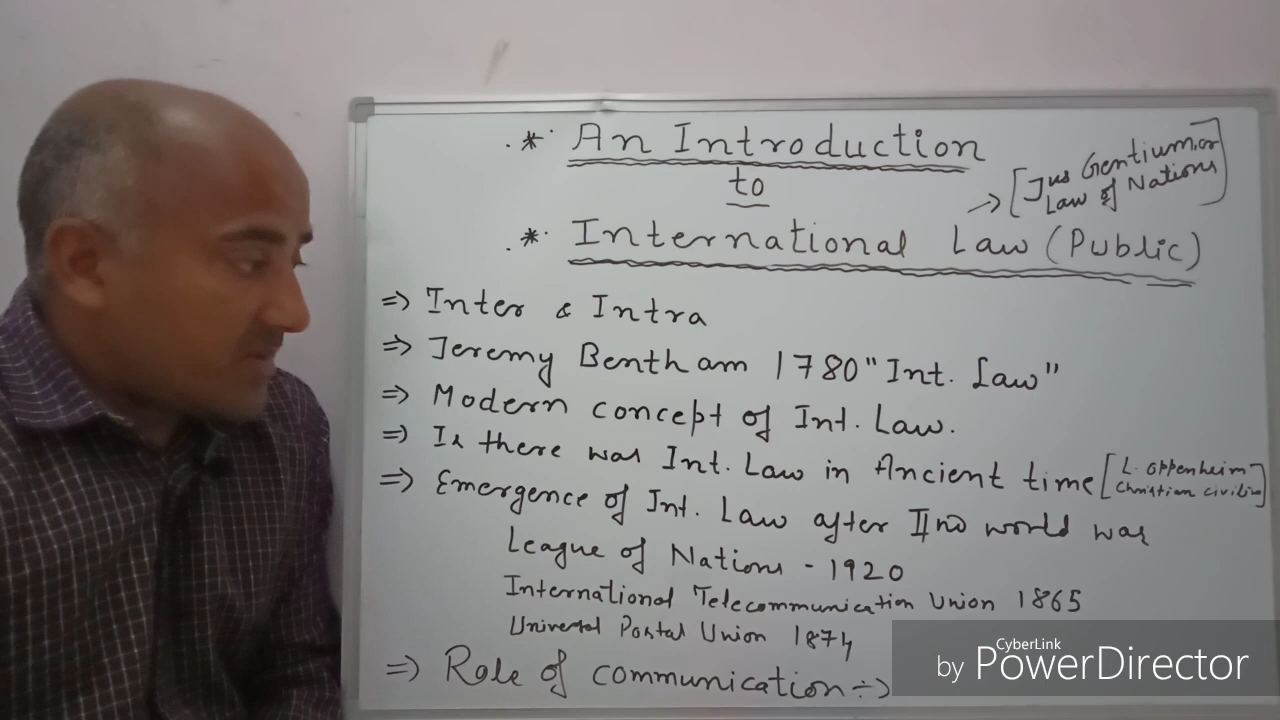 * An Introduction
to
→ [Jus Gentium or
Law of Nations]
* International Law (Public)
⇒ Inter & Intra
⇒ Jeremy Bentham 1780 "Int. Law"
⇒ Modern concept of Int. Law.
⇒ Is there was Int. Law in Ancient time [L. Oppenheim
Christian civilizn]
⇒ Emergence of Int. Law after IInd world war
League of Nations - 1920
International Telecommunication Union 1865
Universal Postal Union 1874
⇒ Role of communication ÷>
CyberLink
by PowerDirector